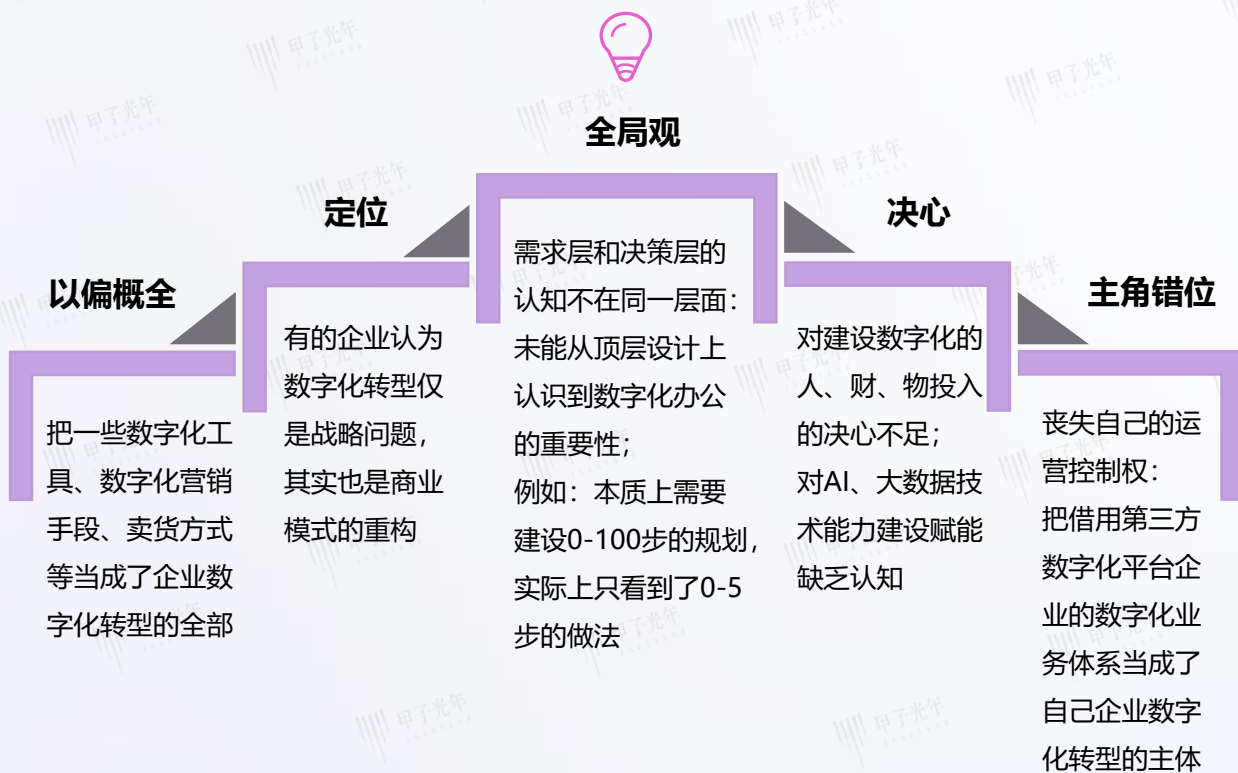 全局观
需求层和决策层的
认知不在同一层面：
未能从顶层设计上
认识到数字化办公
的重要性；
例如：本质上需要
建设0-100步的规划，
实际上只看到了0-5
步的做法
定位
有的企业认为
数字化转型仅
是战略问题，
其实也是商业
模式的重构
以偏概全
把一些数字化工
具、数字化营销
手段、卖货方式
等当成了企业数
字化转型的全部
决心
对建设数字化的
人、财、物投入
的决心不足；
对AI、大数据技
术能力建设赋能
缺乏认知
主角错位
丧失自己的运
营控制权：
把借用第三方
数字化平台企
业的数字化业
务体系当成了
自己企业数字
化转型的主体
甲子光年